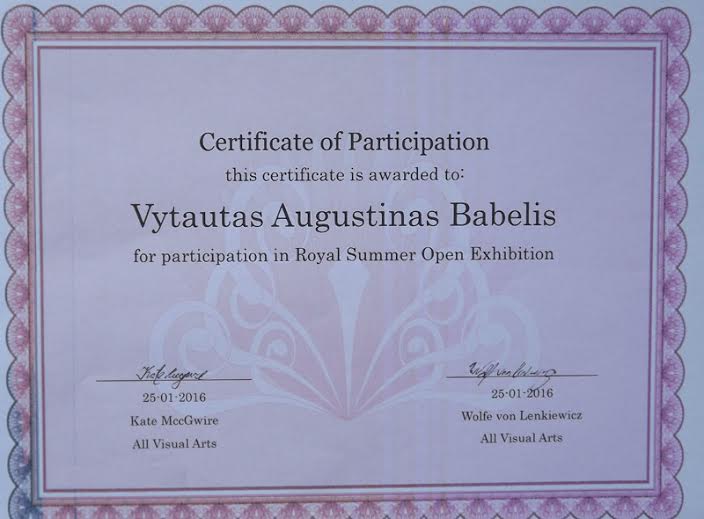 Certificate of Participation
this certificate is awarded to:
Vytautas Augustinas Babelis
for participation in Royal Summer Open Exhibition
25-01-2016
Kate MccGwire
All Visual Arts
25-01-2016
Wolfe von Lenkiewicz
All Visual Arts